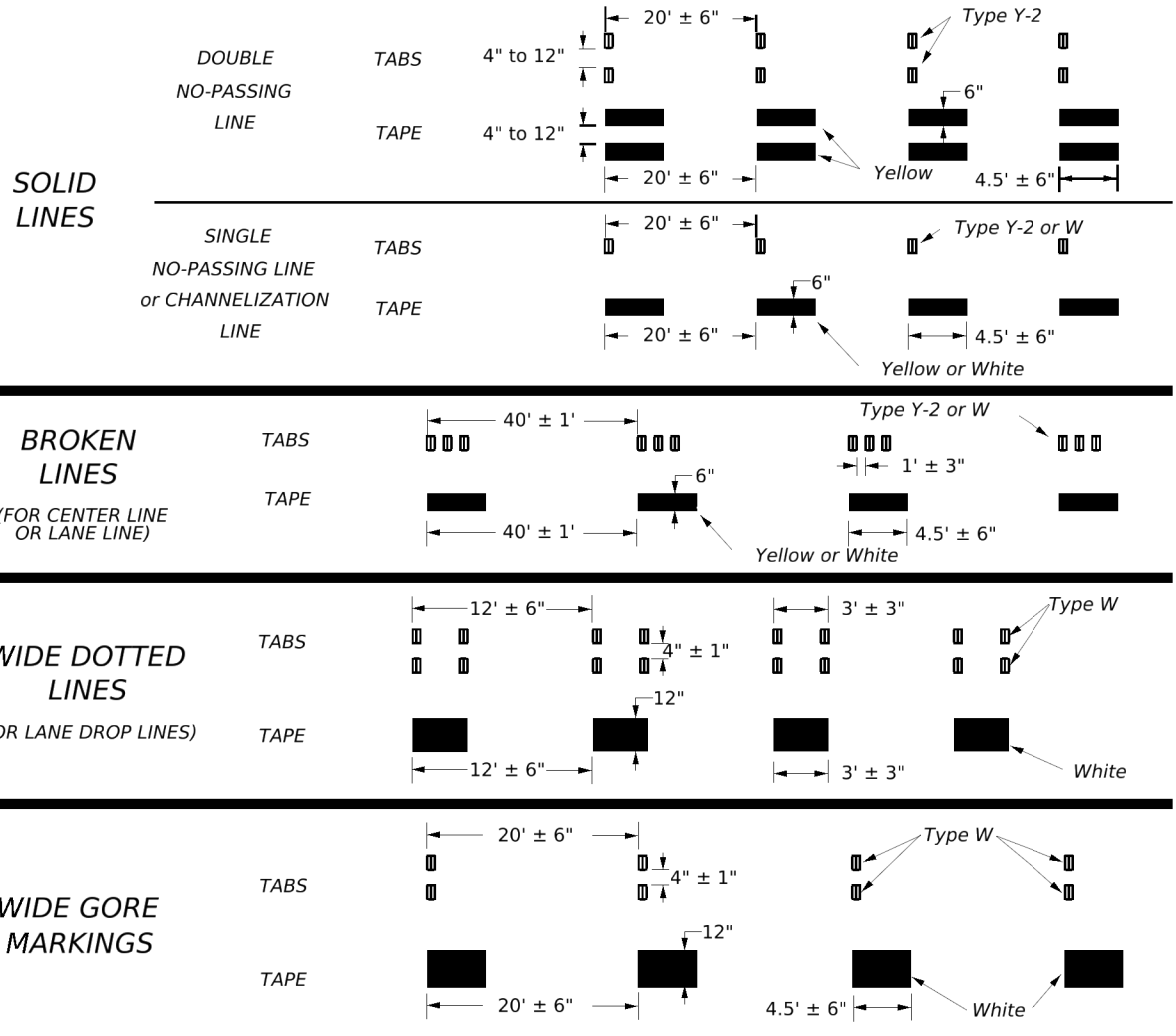 SOLID
LINES
DOUBLE
NO-PASSING
LINE
TABS
20' ± 6"
Type Y-2
4" to 12"
TAPE
4" to 12"
6"
Yellow
20' ± 6"
4.5' ± 6"
SINGLE
NO-PASSING LINE
or CHANNELIZATION
LINE
TABS
20' ± 6"
Type Y-2 or W
TAPE
6"
20' ± 6"
4.5' ± 6"
Yellow or White
BROKEN
LINES
(FOR CENTER LINE
OR LANE LINE)
TABS
40' ± 1'
Type Y-2 or W
1' ± 3"
TAPE
6"
40' ± 1'
4.5' ± 6"
Yellow or White
WIDE DOTTED
LINES
OR LANE DROP LINES)
TABS
12' ± 6"
3' ± 3"
Type W
4" ± 1"
TAPE
12"
12' ± 6"
3' ± 3"
White
WIDE GORE
MARKINGS
TABS
20' ± 6"
Type W
4" ± 1"
TAPE
12"
20' ± 6"
4.5' ± 6"
White